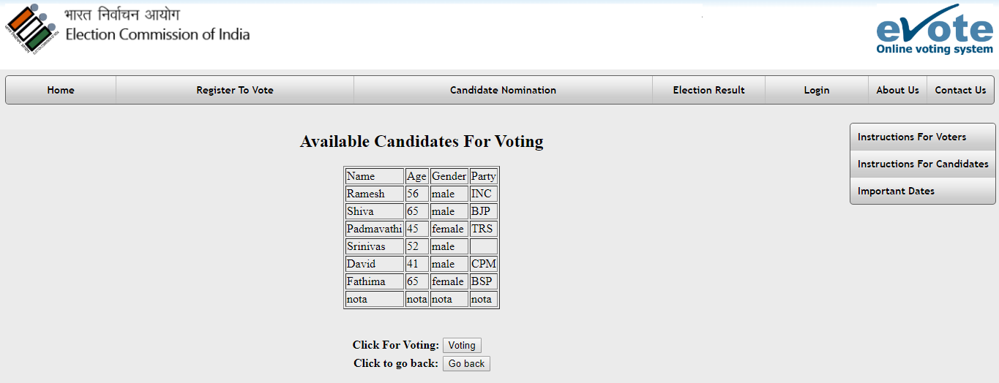 भारत निर्वाचन आयोग
Election Commission of India
evote
Online voting system
Home Register To Vote Candidate Nomination Election Result Login About Us Contact Us
Instructions For Voters
Instructions For Candidates
Important Dates
Available Candidates For Voting
Name Age Gender Party
Ramesh 56 male INC
Shiva 65 male BJP
Padmavathi 45 female TRS
Srinivas 52 male
David 41 male CPM
Fathima 65 female BSP
nota nota nota nota
Click For Voting: Voting
Click to go back: Go back